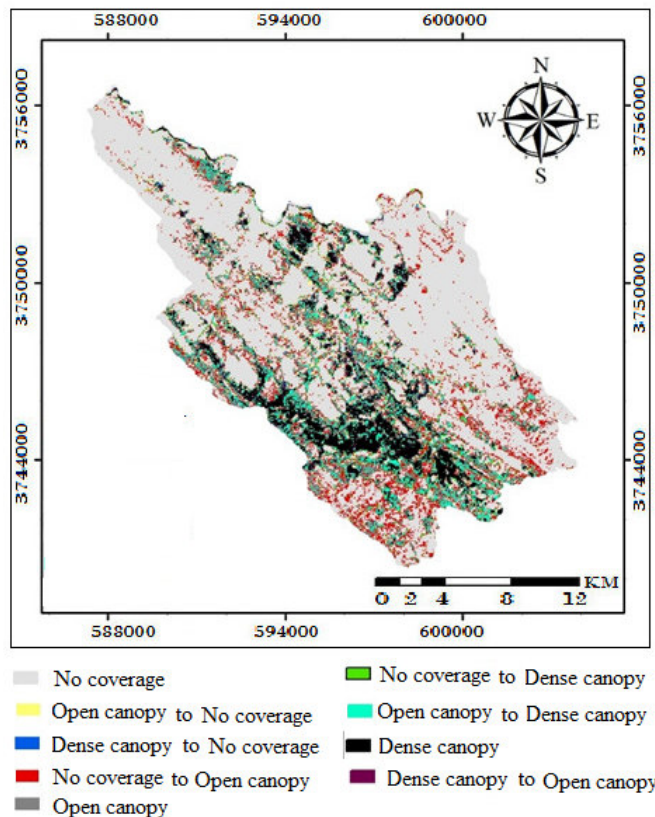 588000 594000 600000
N
W E
S
3756000 3756000
3750000 3750000
3744000 3744000
KM
0 2 4 8 12
588000 594000 600000
No coverage No coverage to Dense canopy
Open canopy to No coverage Open canopy to Dense canopy
Dense canopy to No coverage Dense canopy
No coverage to Open canopy Dense canopy to Open canopy
Open canopy